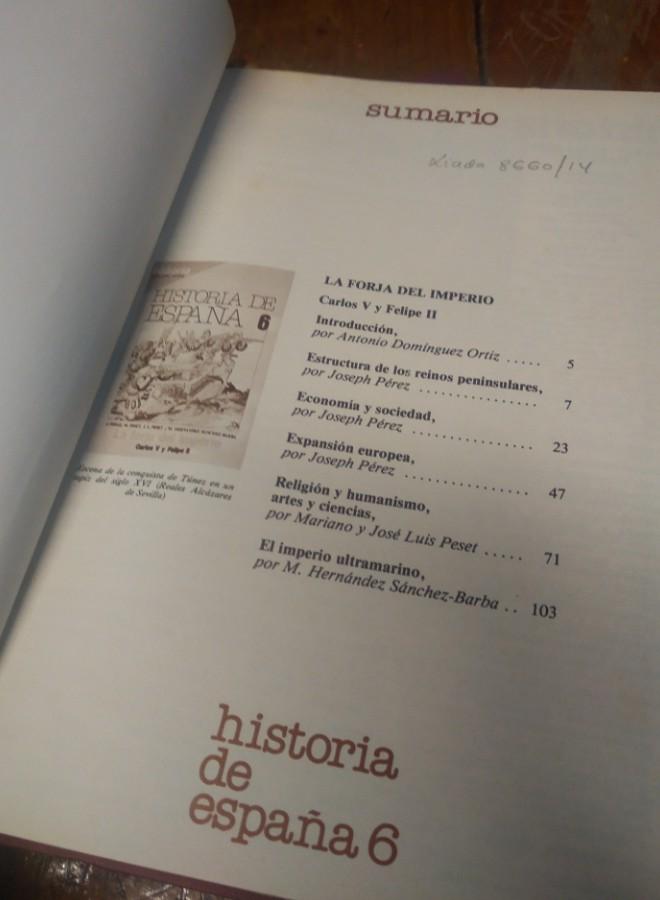 sumario
8660/14
HISTORIA DE
ESPAÑA 6
La forja del imperio
Carlos V y Felipe II
Escena de la conquista de Túnez en un
tapiz del siglo XVI (Reales Alcázares
de Sevilla)
LA FORJA DEL IMPERIO
Carlos V y Felipe II
Introducción,
por Antonio Domínguez Ortiz ..... 5
Estructura de los reinos peninsulares,
por Joseph Pérez ................ 7
Economía y sociedad,
por Joseph Pérez ................ 23
Expansión europea,
por Joseph Pérez ................ 47
Religión y humanismo,
artes y ciencias,
por Mariano y José Luis Peset ..... 71
El imperio ultramarino,
por M. Hernández Sánchez-Barba .. 103
historia
de
españa 6